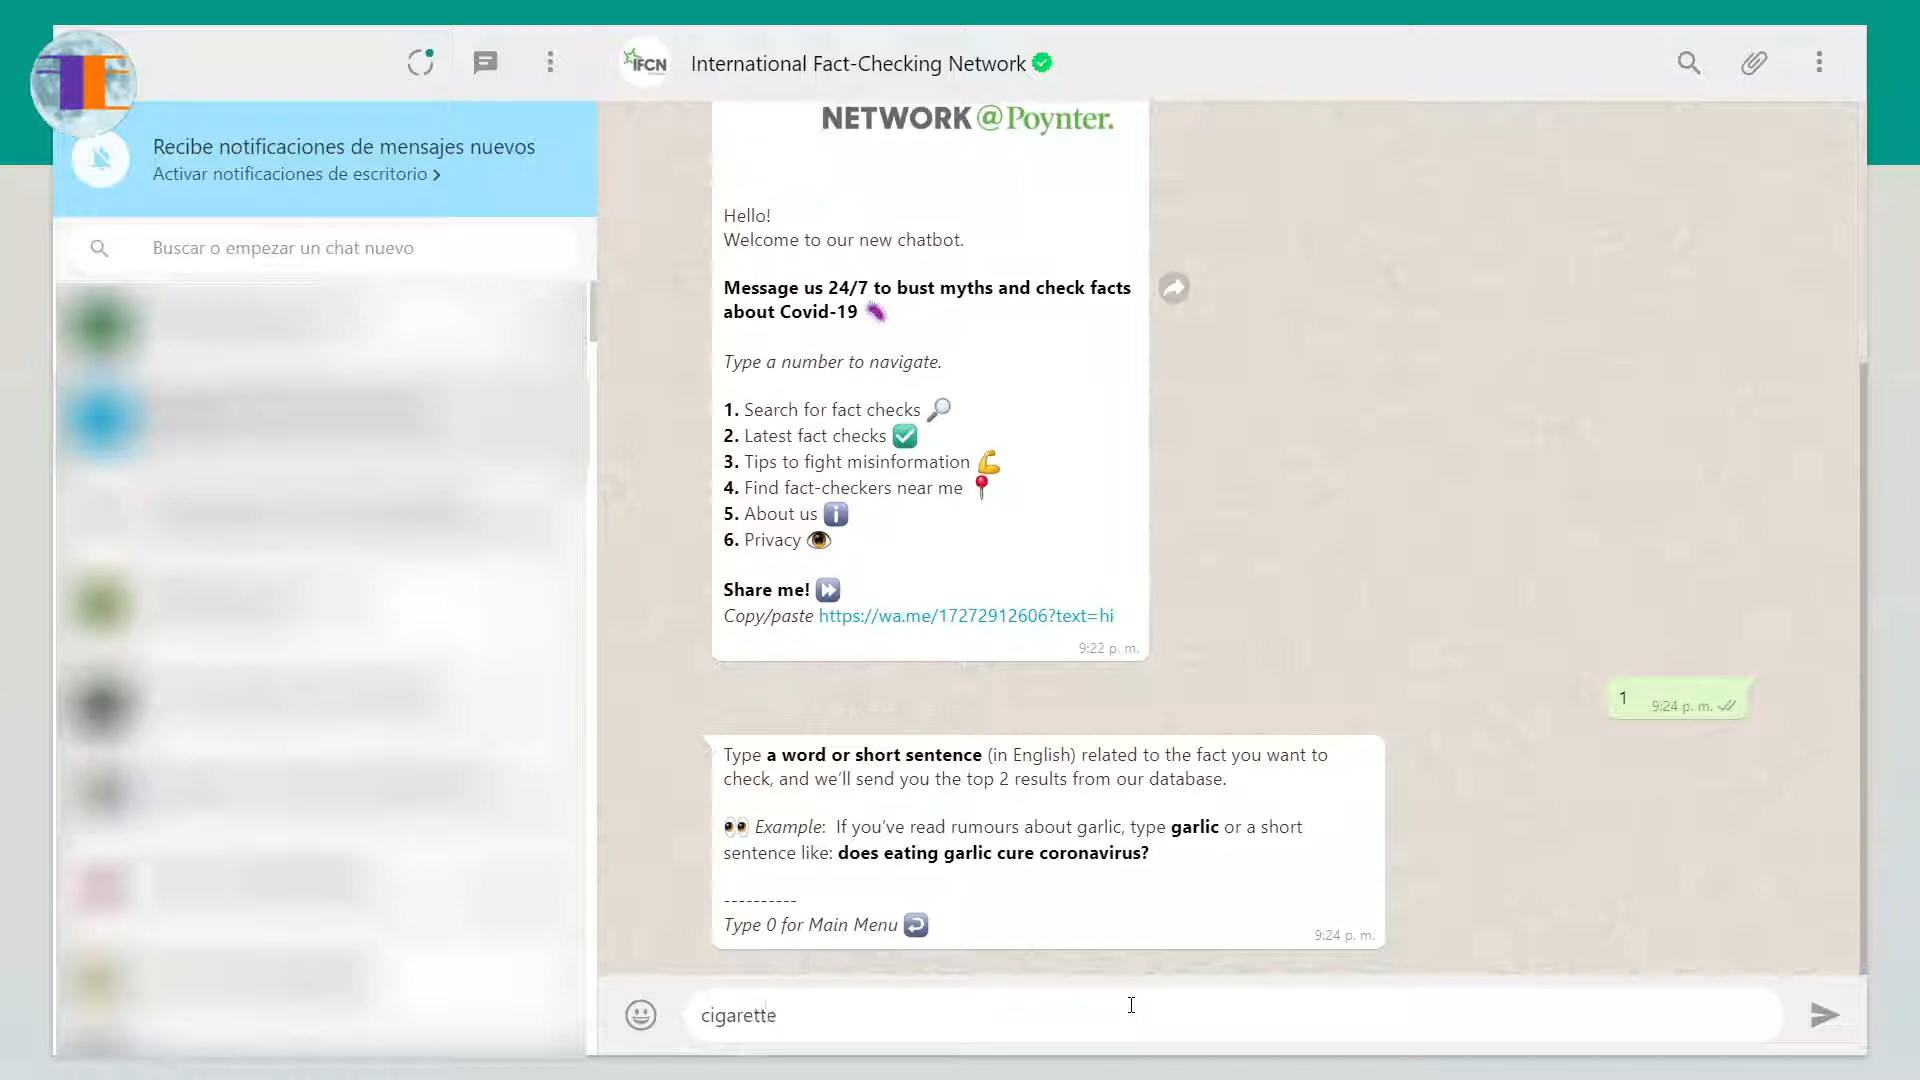 IFCN
International Fact-Checking Network
Recibe notificaciones de mensajes nuevos
Activar notificaciones de escritorio >
Buscar o empezar un chat nuevo
NETWORK @Poynter.
Hello!
Welcome to our new chatbot.
Message us 24/7 to bust myths and check facts
about Covid-19 🦠
Type a number to navigate.
1. Search for fact checks 🔎
2. Latest fact checks ✅
3. Tips to fight misinformation 💪
4. Find fact-checkers near me 📍
5. About us ℹ️
6. Privacy 👁️
Share me! ⏩
Copy/paste https://wa.me/17272912606?text=hi
9:22 p. m.
1
9:24 p. m.
Type a word or short sentence (in English) related to the fact you want to
check, and we’ll send you the top 2 results from our database.
👀 Example: If you’ve read rumours about garlic, type garlic or a short
sentence like: does eating garlic cure coronavirus?
----------
Type 0 for Main Menu ↩️
9:24 p. m.
cigarette